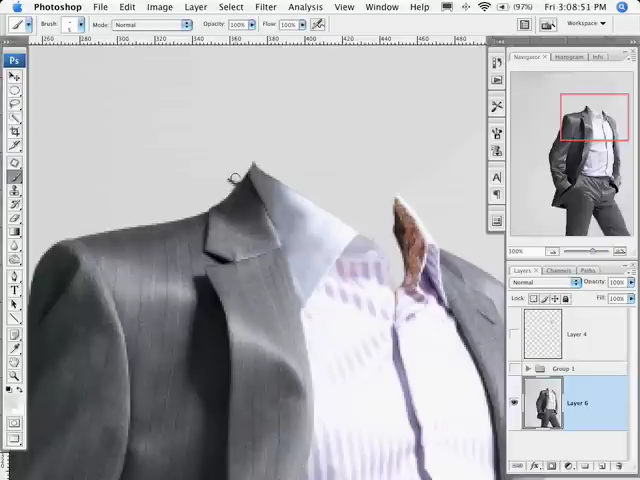 Photoshop File Edit Image Layer Select Filter Analysis View Window Help (97%) Fri 3:08:51 PM
Brush: Mode: Normal Opacity: 100% Flow: 100% Workspace
260 280 300 320 340 360 380 400 420 440 460 480
Ps
Navigator Histogram Info
300%
Layers Channels Paths
Normal Opacity: 100%
Lock: Fill: 100%
Layer 4
Group 1
Layer 6